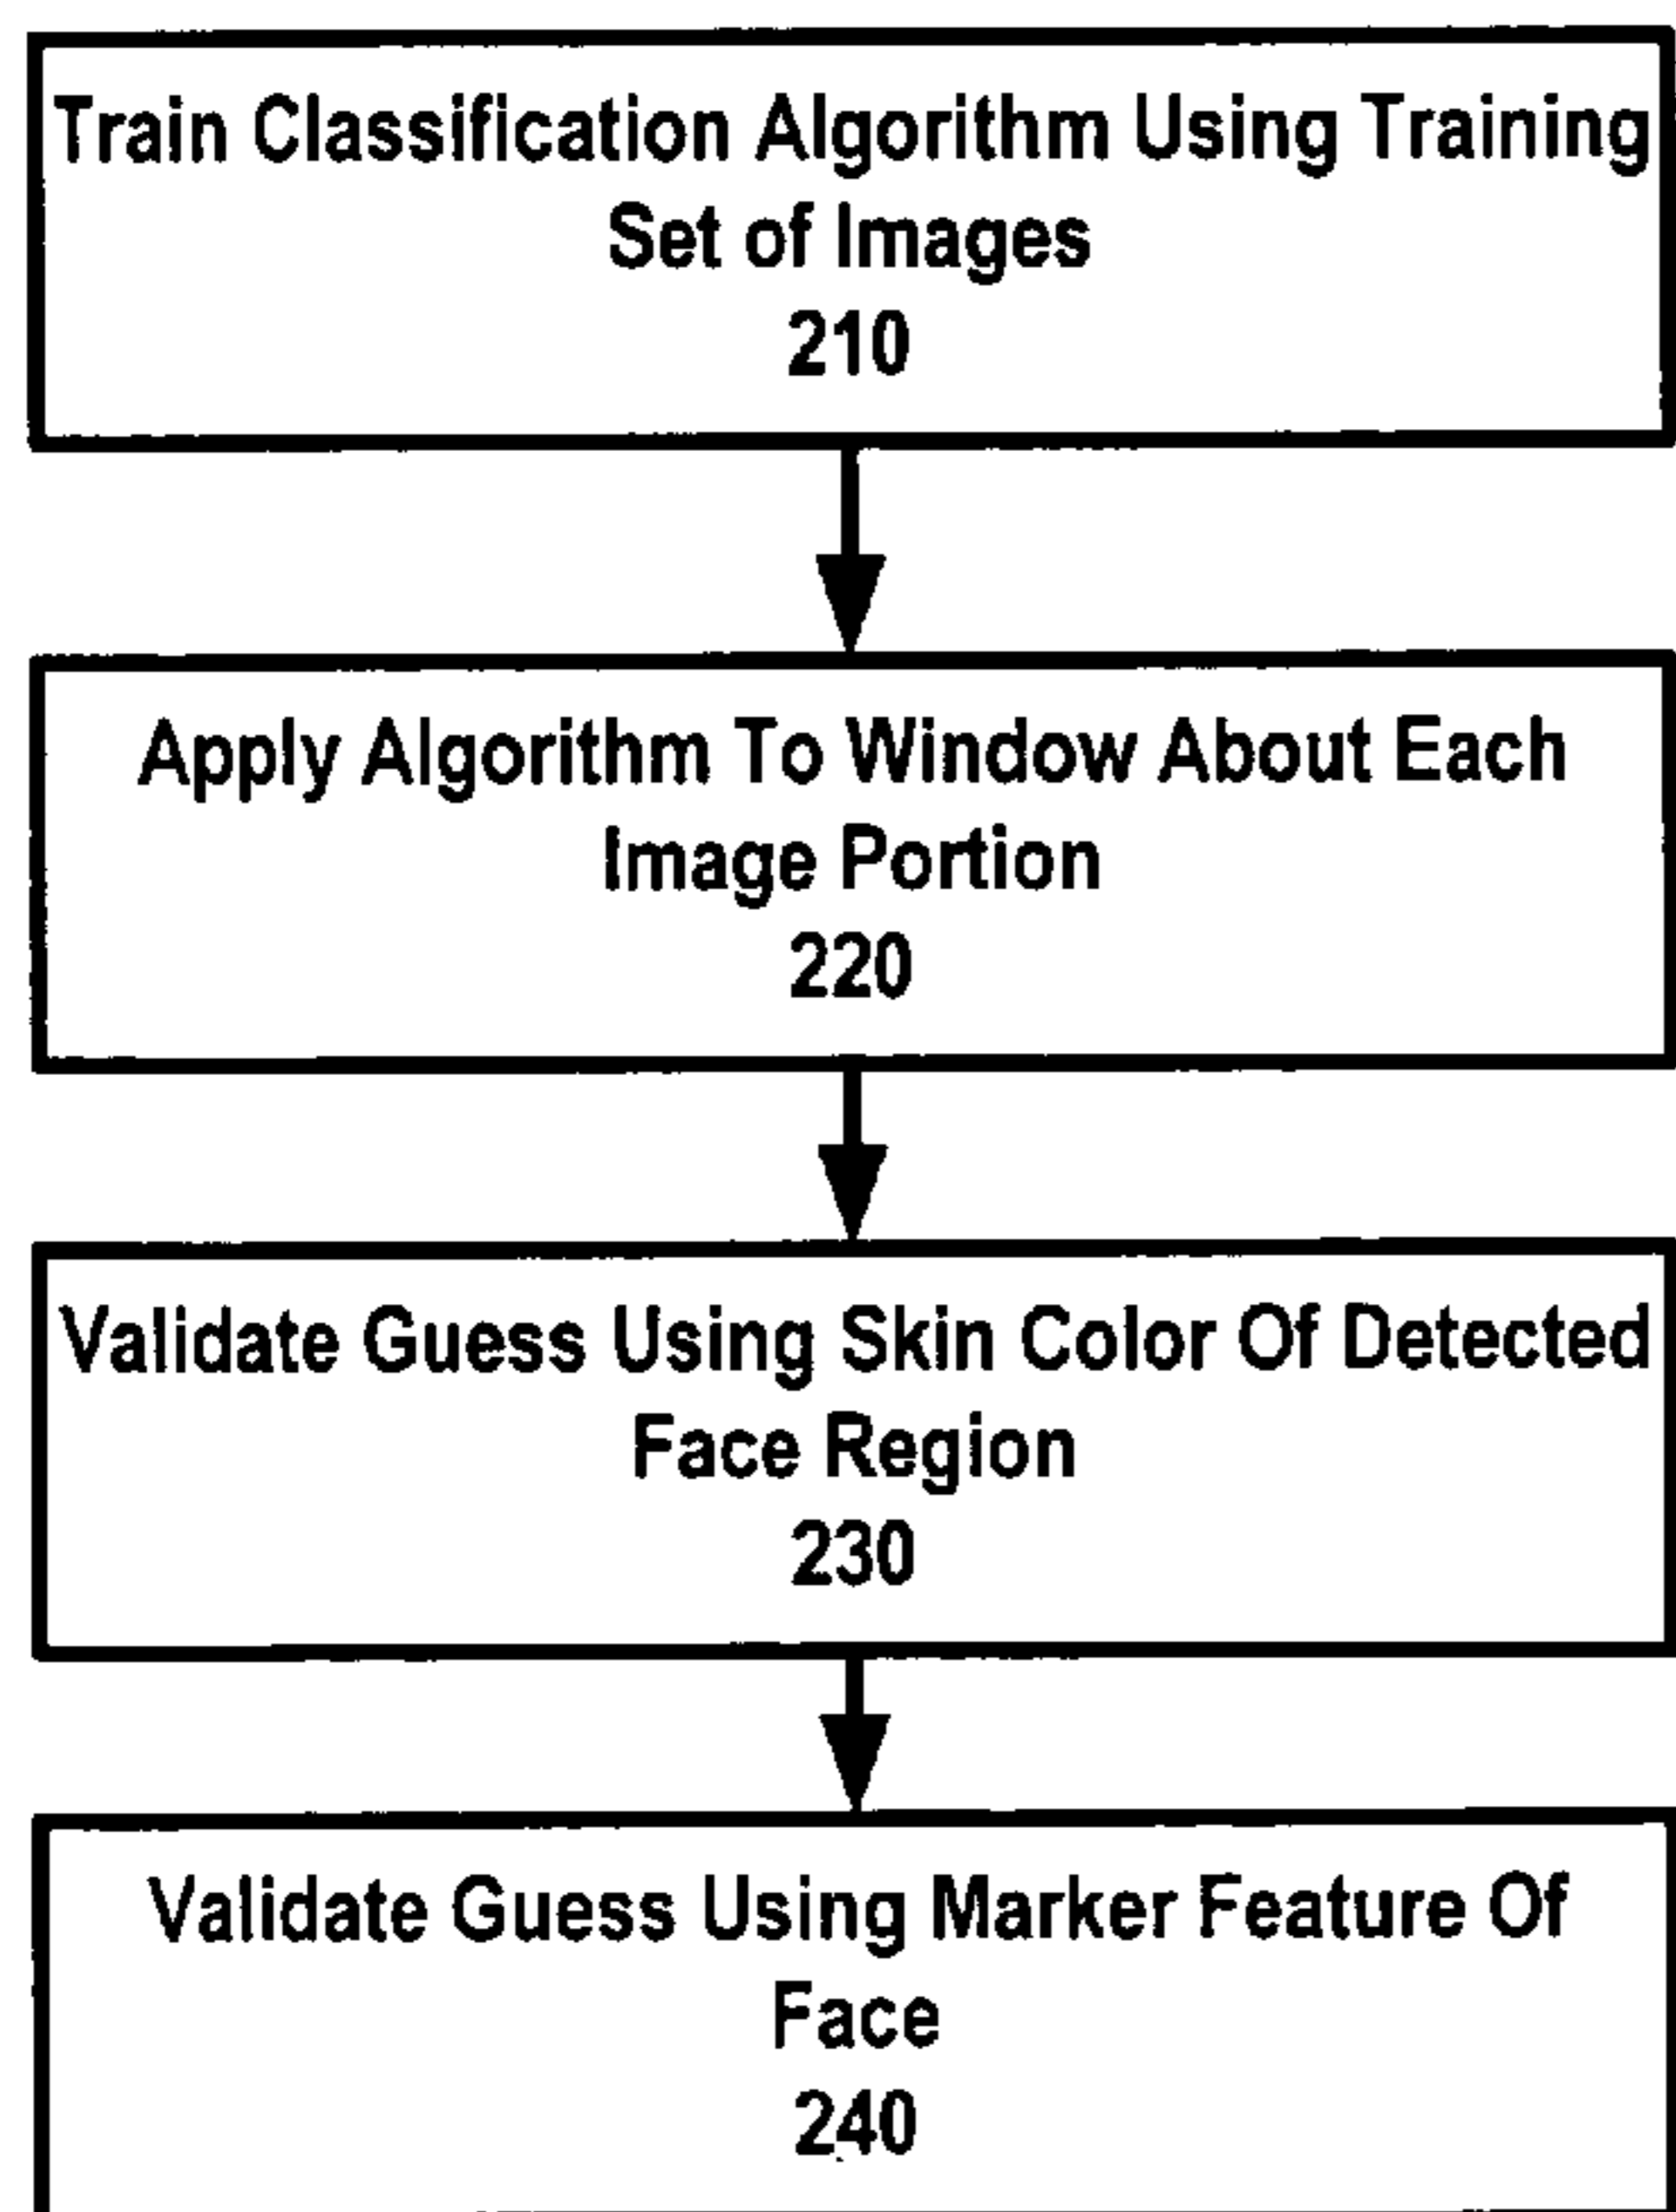 Train Classification Algorithm Using Training
Set of Images
210
Apply Algorithm To Window About Each
Image Portion
220
Validate Guess Using Skin Color Of Detected
Face Region
230
Validate Guess Using Marker Feature Of
Face
240